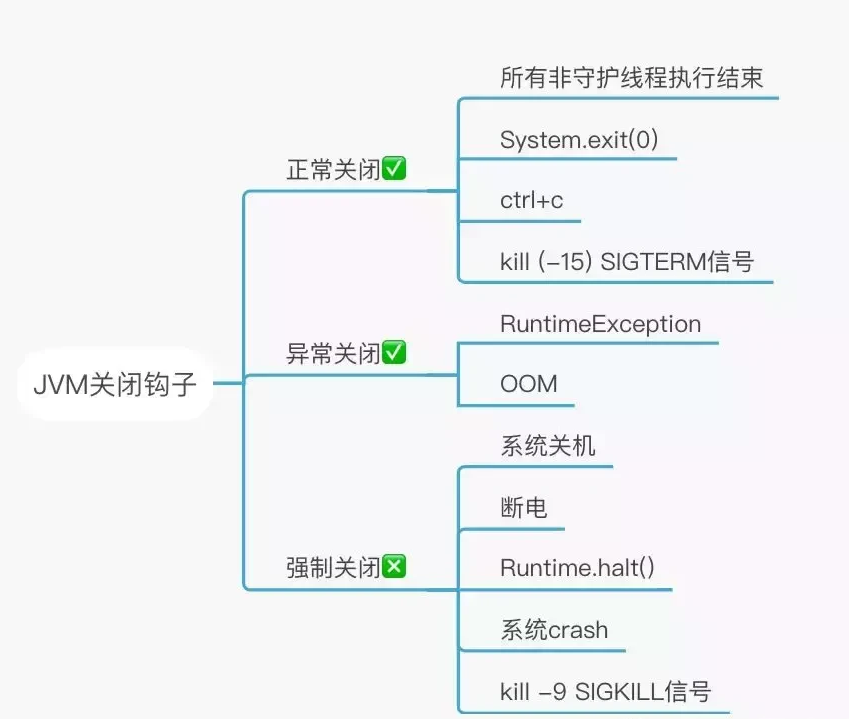 所有非守护线程执行结束
System.exit(0)
正常关闭✅
ctrl+c
kill (-15) SIGTERM信号
RuntimeException
异常关闭✅
OOM
JVM关闭钩子
系统关机
断电
强制关闭❎
Runtime.halt()
系统crash
kill -9 SIGKILL信号